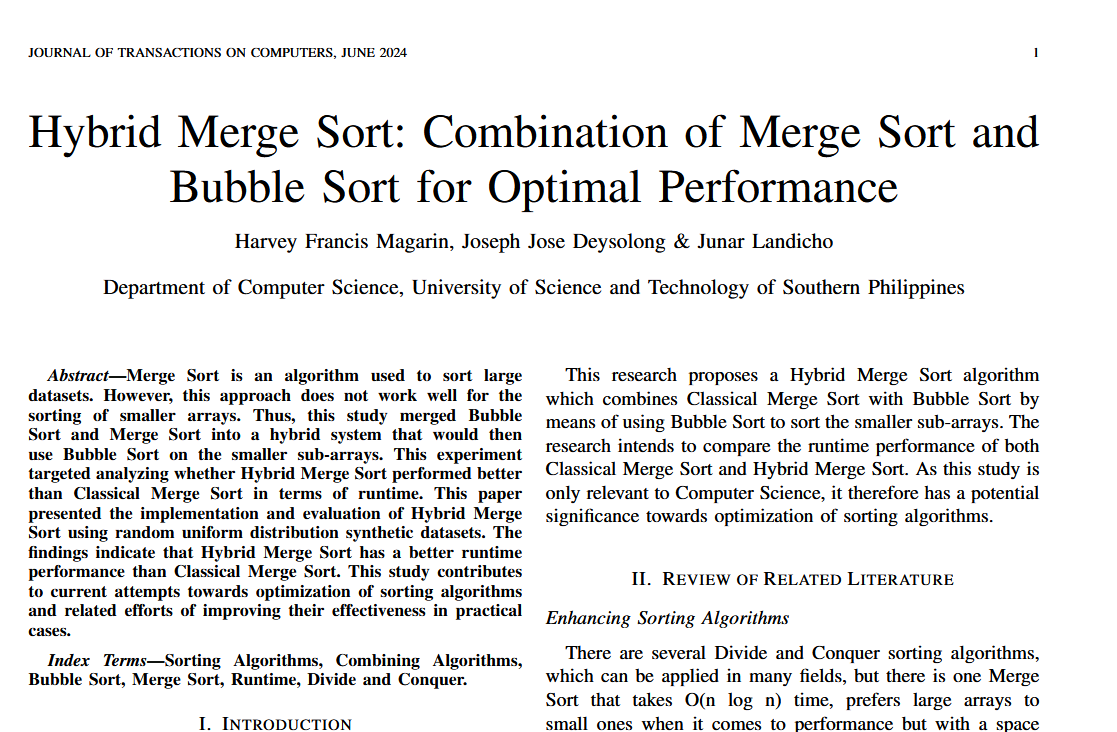 JOURNAL OF TRANSACTIONS ON COMPUTERS, JUNE 2024 1
Hybrid Merge Sort: Combination of Merge Sort and
Bubble Sort for Optimal Performance
Harvey Francis Magarin, Joseph Jose Deysolong & Junar Landicho
Department of Computer Science, University of Science and Technology of Southern Philippines
Abstract—Merge Sort is an algorithm used to sort large
datasets. However, this approach does not work well for the
sorting of smaller arrays. Thus, this study merged Bubble
Sort and Merge Sort into a hybrid system that would then
use Bubble Sort on the smaller sub-arrays. This experiment
targeted analyzing whether Hybrid Merge Sort performed better
than Classical Merge Sort in terms of runtime. This paper
presented the implementation and evaluation of Hybrid Merge
Sort using random uniform distribution synthetic datasets. The
findings indicate that Hybrid Merge Sort has a better runtime
performance than Classical Merge Sort. This study contributes
to current attempts towards optimization of sorting algorithms
and related efforts of improving their effectiveness in practical
cases.
Index Terms—Sorting Algorithms, Combining Algorithms,
Bubble Sort, Merge Sort, Runtime, Divide and Conquer.
I. INTRODUCTION
This research proposes a Hybrid Merge Sort algorithm
which combines Classical Merge Sort with Bubble Sort by
means of using Bubble Sort to sort the smaller sub-arrays. The
research intends to compare the runtime performance of both
Classical Merge Sort and Hybrid Merge Sort. As this study is
only relevant to Computer Science, it therefore has a potential
significance towards optimization of sorting algorithms.
II. REVIEW OF RELATED LITERATURE
Enhancing Sorting Algorithms
There are several Divide and Conquer sorting algorithms,
which can be applied in many fields, but there is one Merge
Sort that takes O(n log n) time, prefers large arrays to
small ones when it comes to performance but with a space